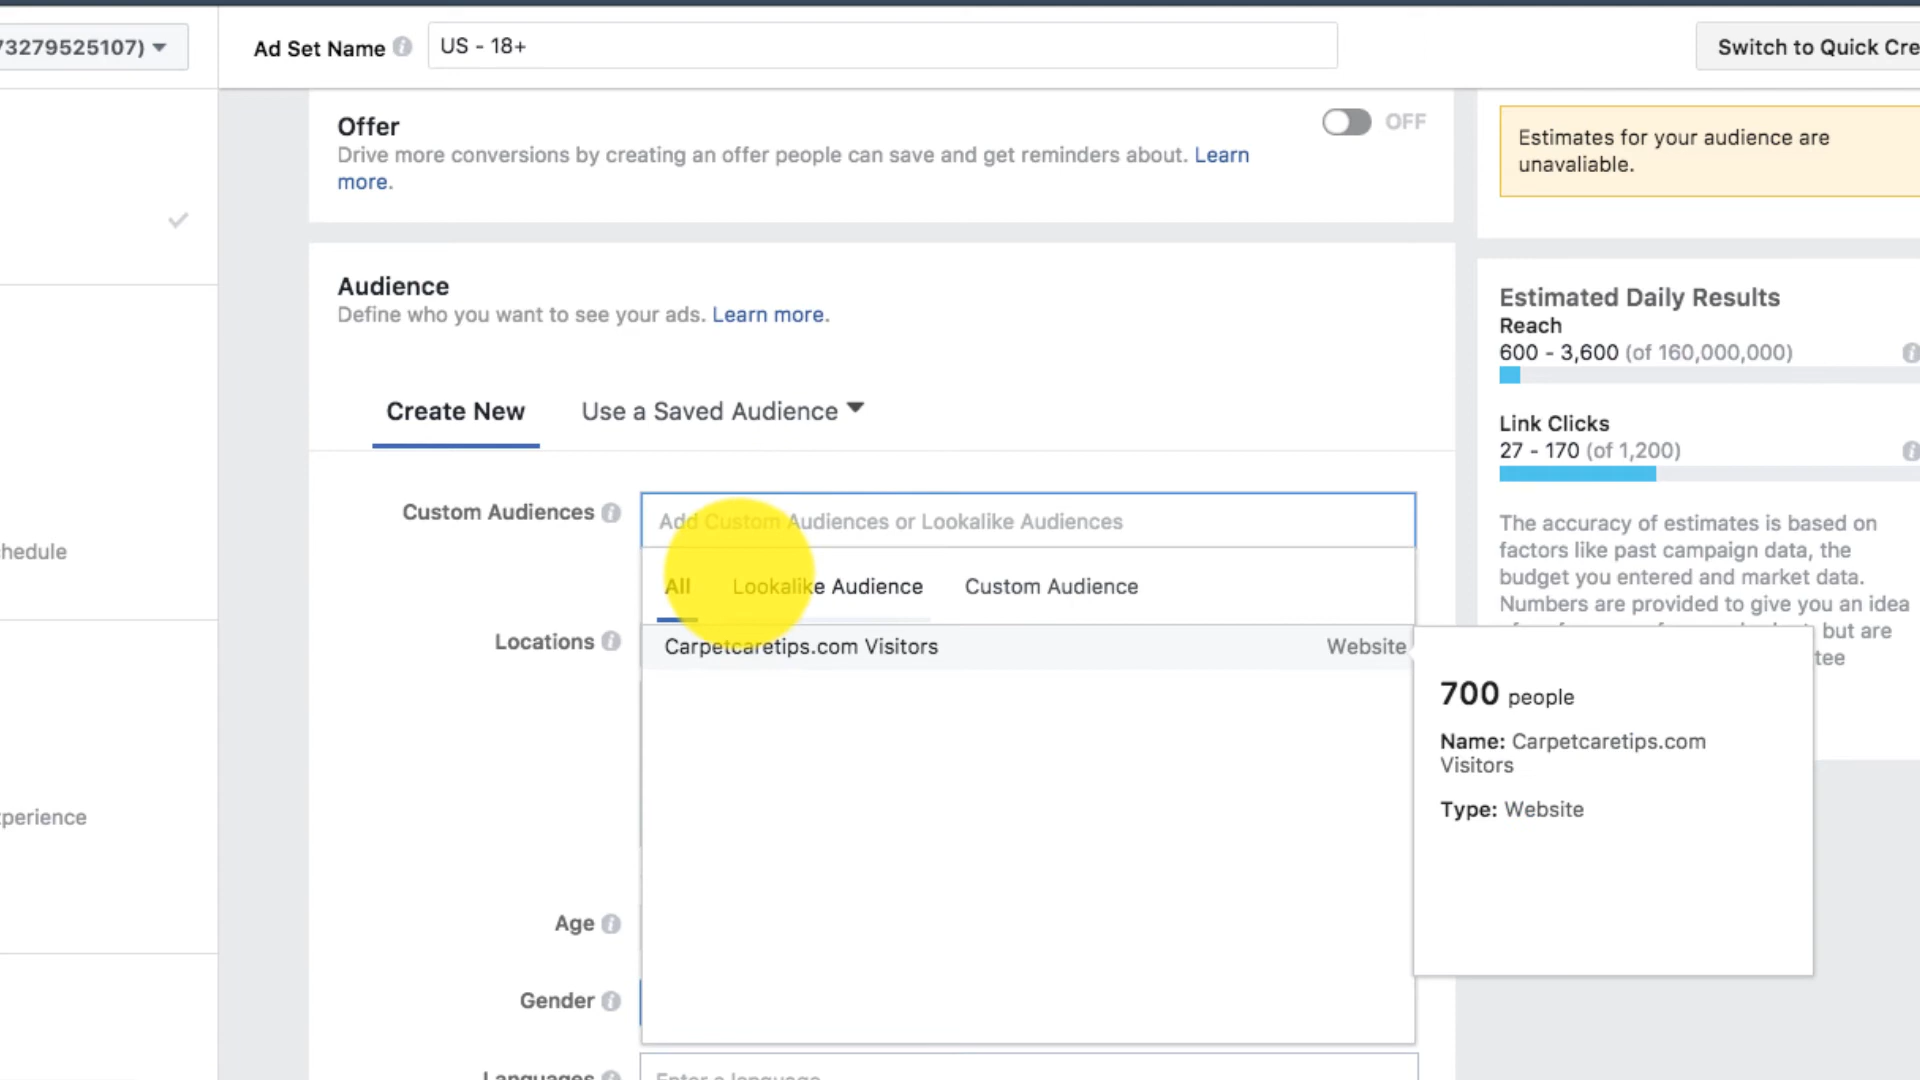 73279525107)
Ad Set Name
US - 18+
Switch to Quick Cre
Offer
OFF
Drive more conversions by creating an offer people can save and get reminders about. Learn
more.
Estimates for your audience are
unavaliable.
Audience
Define who you want to see your ads. Learn more.
Create New
Use a Saved Audience
Estimated Daily Results
Reach
600 - 3,600 (of 160,000,000)
Link Clicks
27 - 170 (of 1,200)
The accuracy of estimates is based on
factors like past campaign data, the
budget you entered and market data.
Numbers are provided to give you an idea
but are
tee
Custom Audiences
Add Custom Audiences or Lookalike Audiences
All
Lookalike Audience
Custom Audience
hedule
Locations
Carpetcaretips.com Visitors
Website
700 people
Name: Carpetcaretips.com
Visitors
Type: Website
perience
Age
Gender
Languages
Enter a language